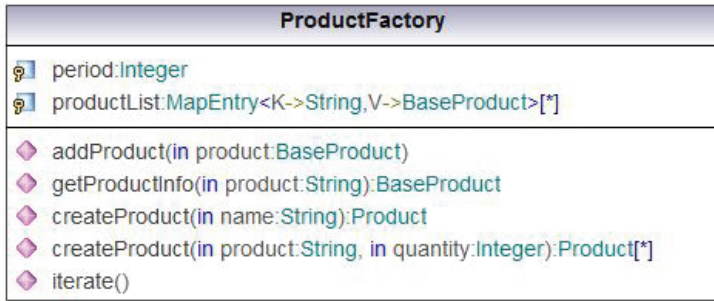 ProductFactory
period:Integer
productList:MapEntry<K->String,V->BaseProduct>[*]
addProduct(in product:BaseProduct)
getProductInfo(in product:String):BaseProduct
createProduct(in name:String):Product
createProduct(in product:String, in quantity:Integer):Product[*]
iterate()